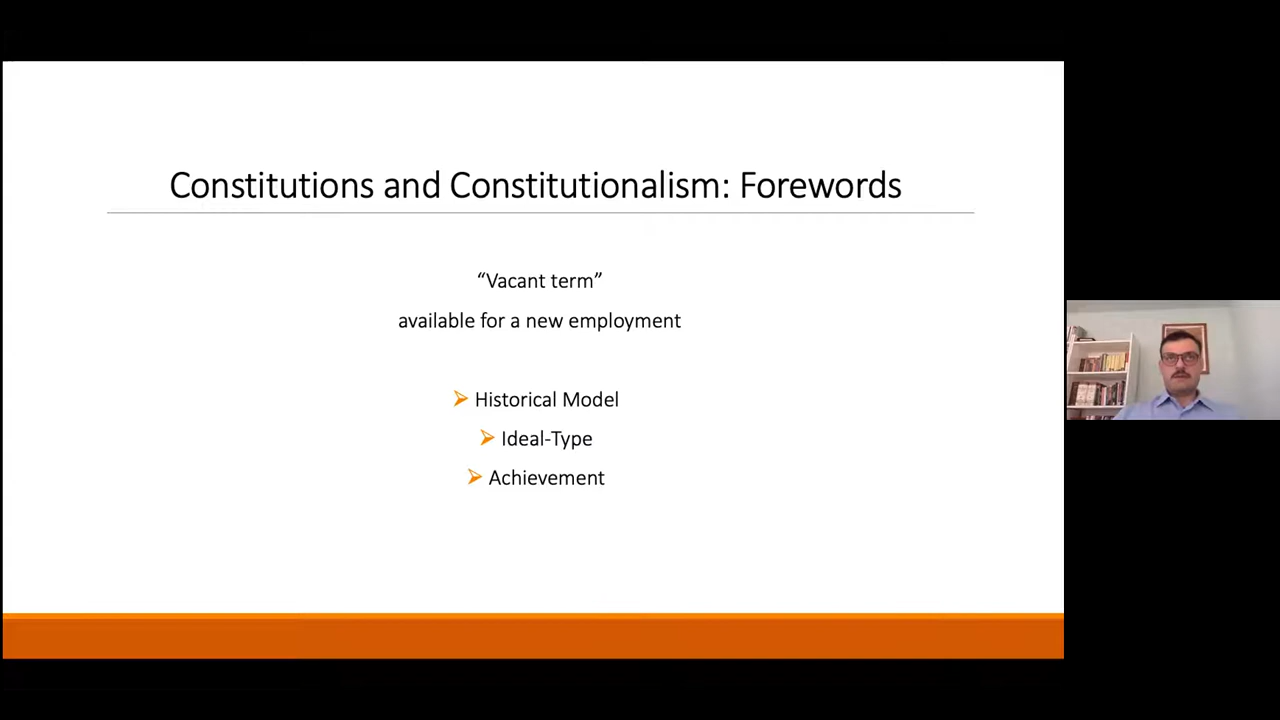 Constitutions and Constitutionalism: Forewords
“Vacant term”
available for a new employment
Historical Model
Ideal-Type
Achievement